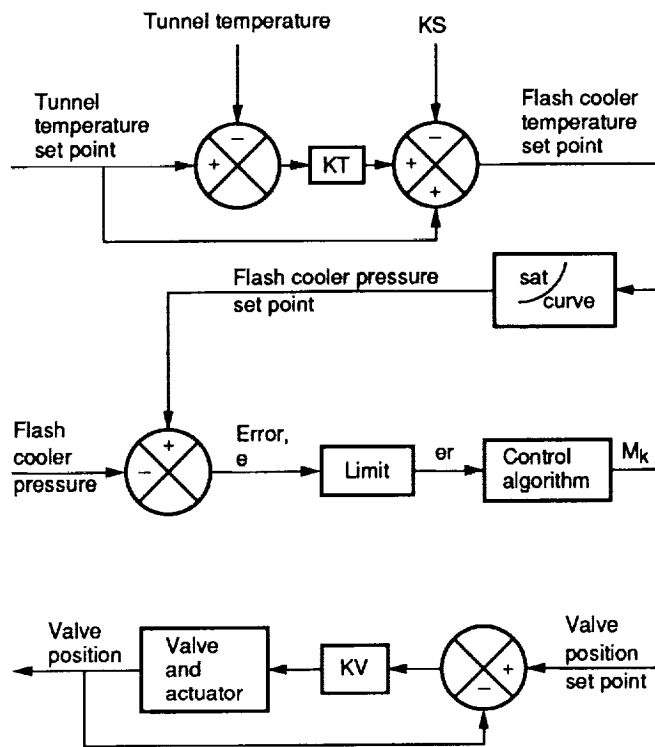 Tunnel temperature
KS
Tunnel
temperature
set point
Flash cooler
temperature
set point
−
+
KT
−
+
+
Flash cooler pressure
set point
sat
curve
Flash
cooler
pressure
+
−
Error,
e
Limit
er
Control
algorithm
Mk
Valve
position
Valve
and
actuator
KV
+
−
Valve
position
set point